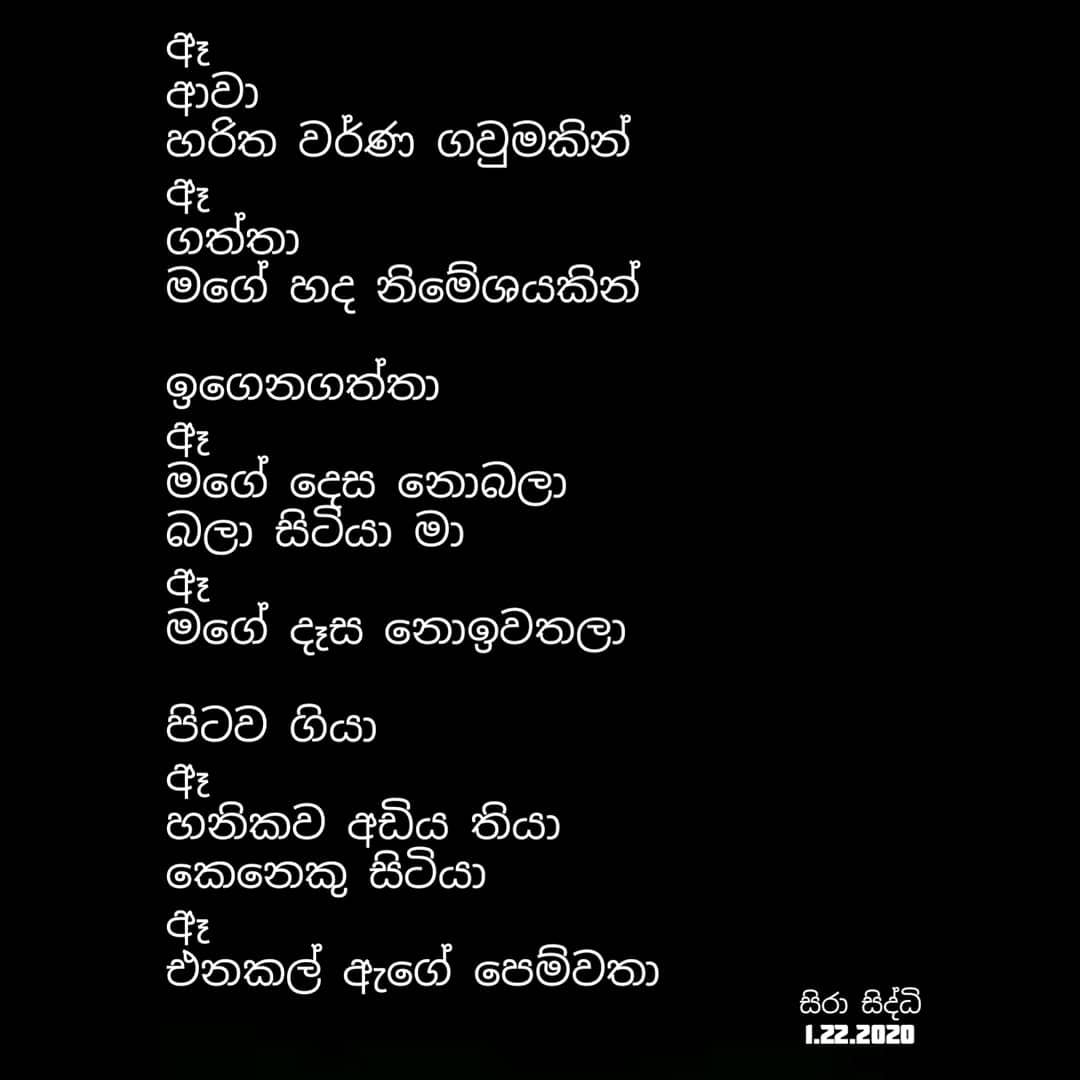 ඈ
ආවා
හරිත වර්ණ ගවුමකින්
ඈ
ගත්තා
මගේ හද නිමේශයකින්
ඉගෙනගත්තා
ඈ
මගේ දෙස නොබලා
බලා සිටියා මා
ඈ
මගේ දෑස නොඉවතලා
පිටව ගියා
ඈ
හනිකව අඩිය තියා
කෙනෙකු සිටියා
ඈ
එනකල් ඇගේ පෙම්වතා
සිරා සිද්ධි
1.22.2020